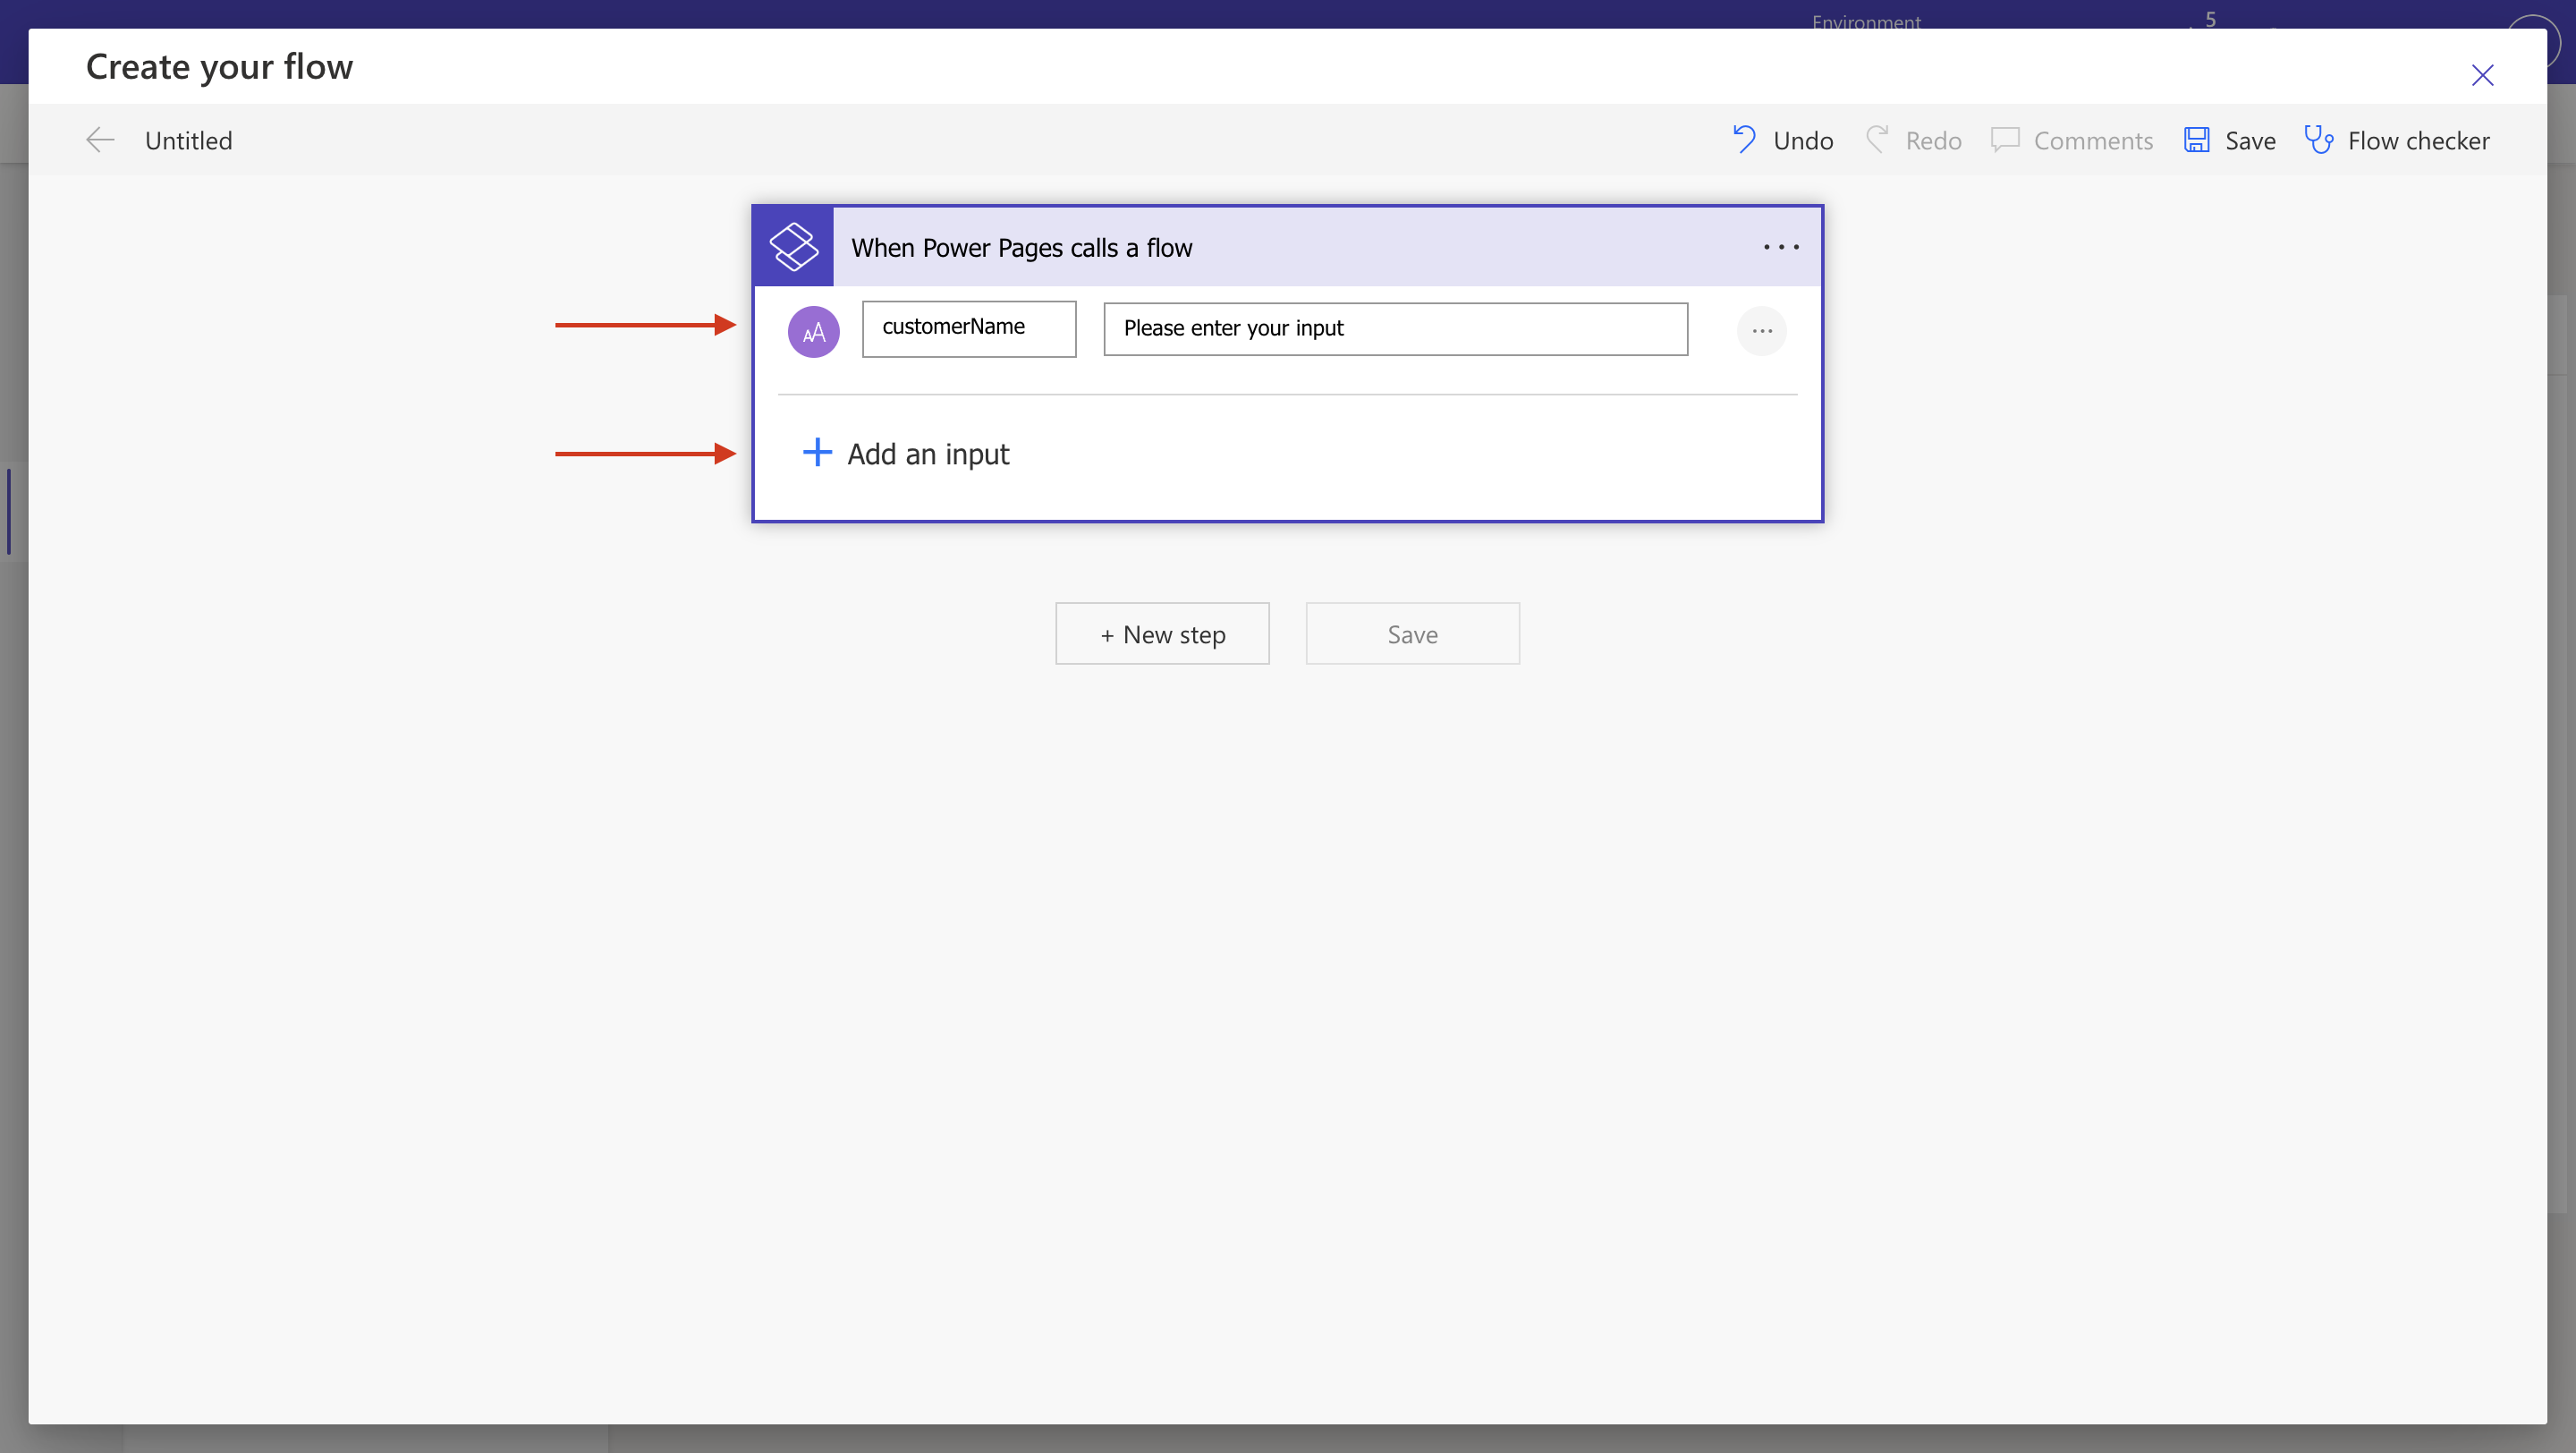 Environment
5
Create your flow
Untitled
Undo
Redo
Comments
Save
Flow checker
When Power Pages calls a flow
AA
customerName
Please enter your input
Add an input
+ New step
Save